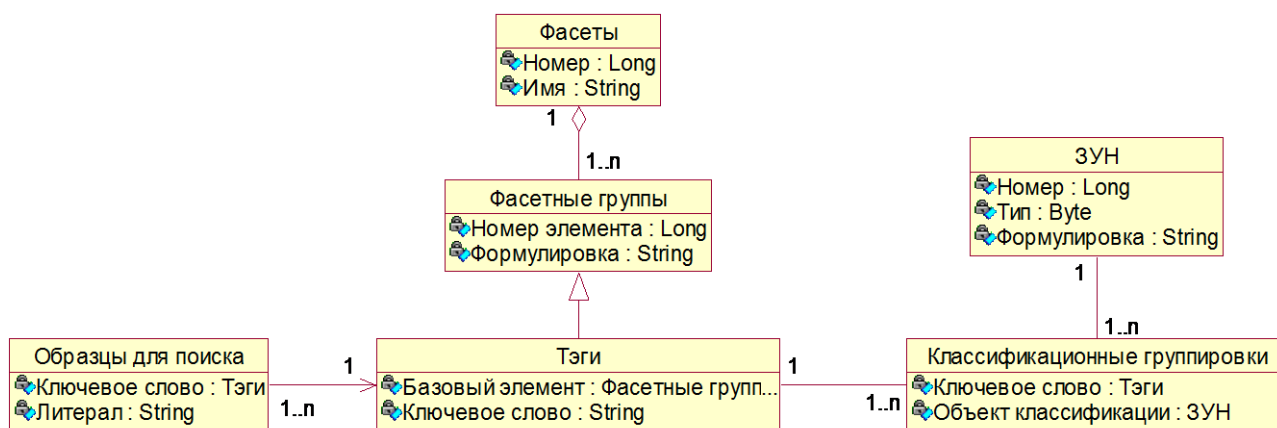 Фасеты
Номер : Long
Имя : String
1
1..n
Фасетные группы
Номер элемента : Long
Формулировка : String
ЗУН
Номер : Long
Тип : Byte
Формулировка : String
1
1..n
Образцы для поиска
Ключевое слово : Тэги
Литерал : String
1
1..n
Тэги
Базовый элемент : Фасетные групп...
Ключевое слово : String
1
1..n
Классификационные группировки
Ключевое слово : Тэги
Объект классификации : ЗУН